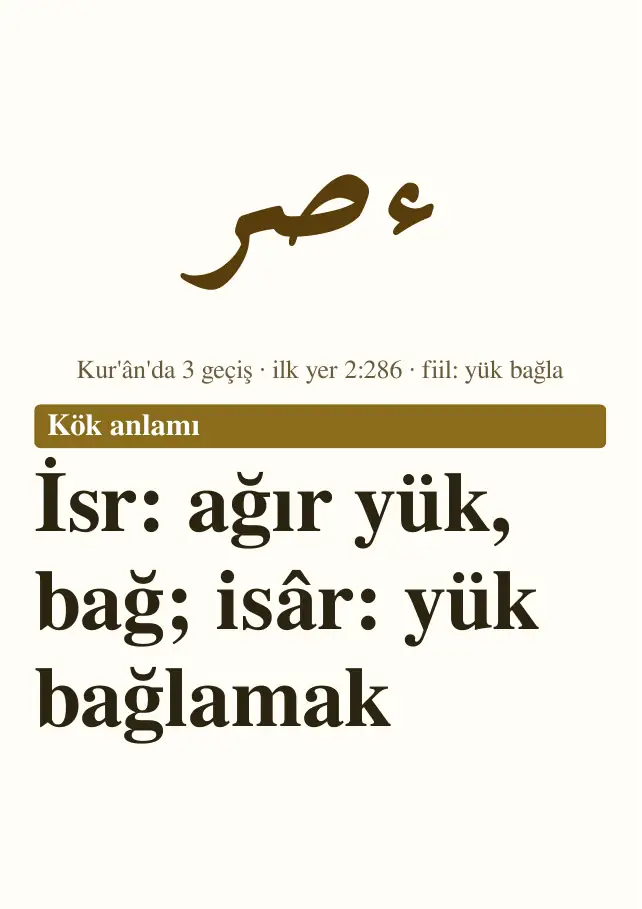 ءصر
Kur'ân'da 3 geçiş · ilk yer 2:286 · fiil: yük bağla
Kök anlamı
İsr: ağır yük,
bağ; isâr: yük
bağlamak